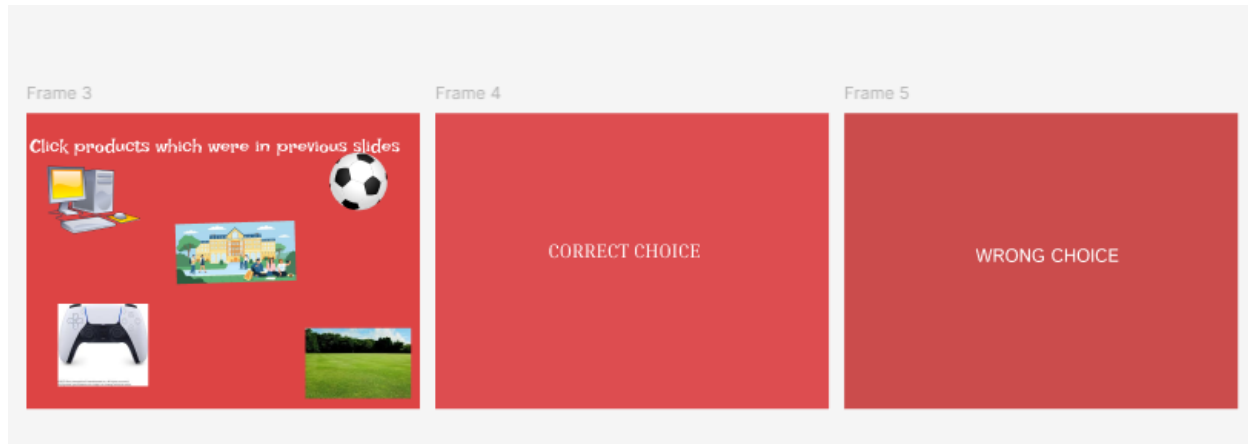 Frame 3
Frame 4
Frame 5
Click products which were in previous slides
CORRECT CHOICE
WRONG CHOICE